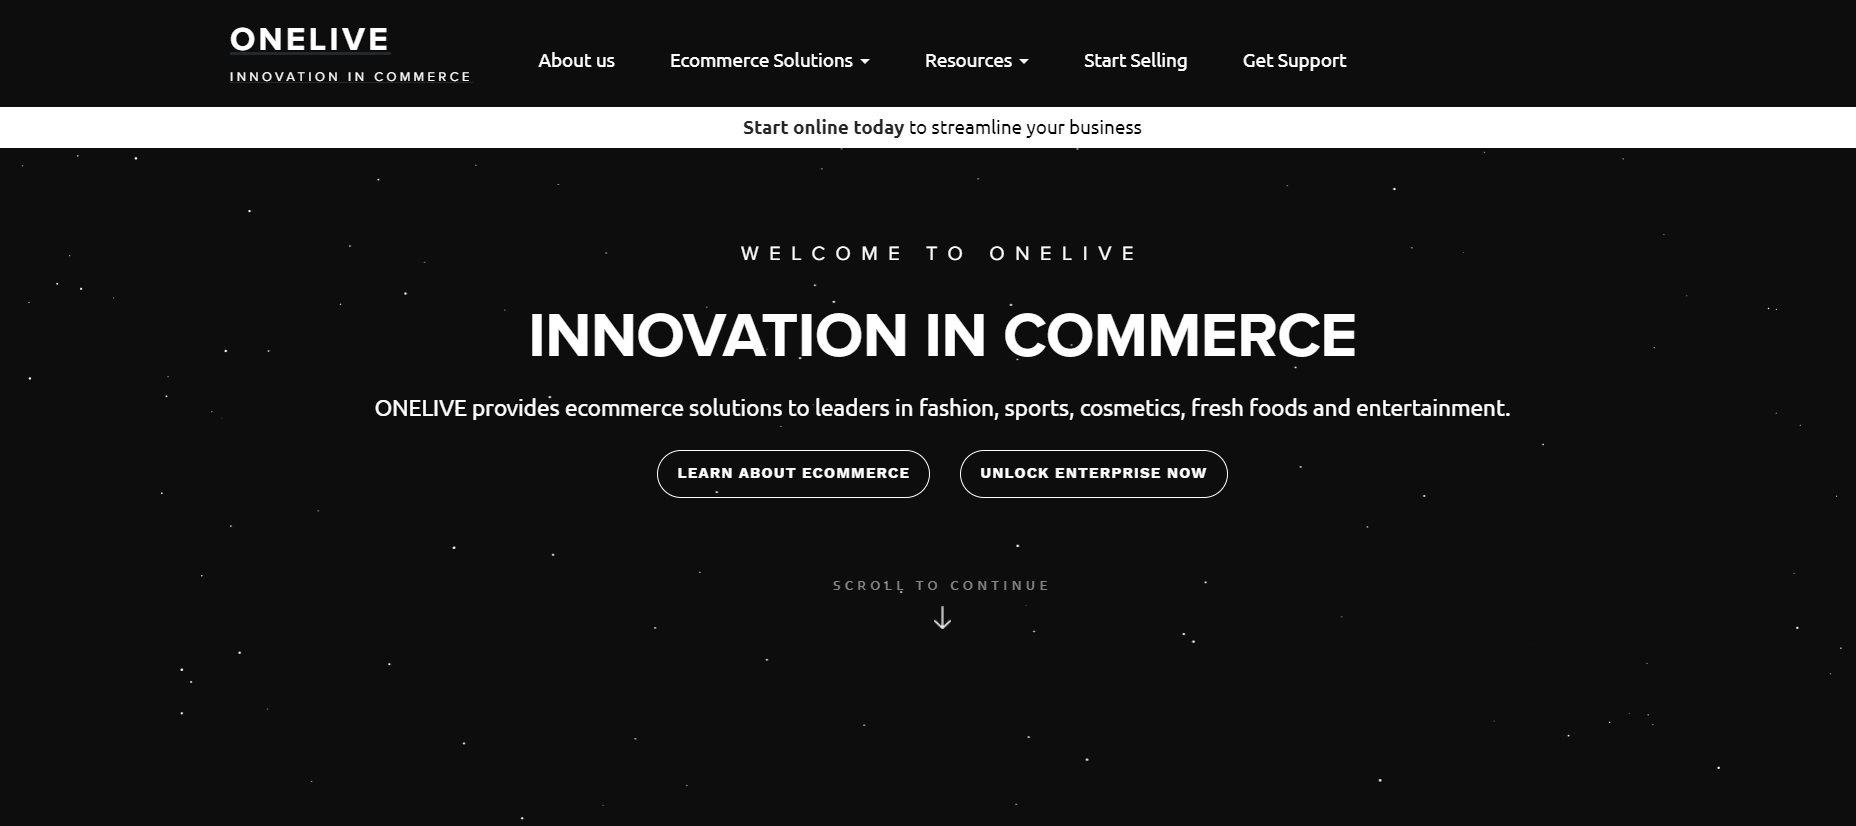 ONELIVE
INNOVATION IN COMMERCE
About us
Ecommerce Solutions
Resources
Start Selling
Get Support
Start online today to streamline your business
WELCOME TO ONELIVE
INNOVATION IN COMMERCE
ONELIVE provides ecommerce solutions to leaders in fashion, sports, cosmetics, fresh foods and entertainment.
LEARN ABOUT ECOMMERCE
UNLOCK ENTERPRISE NOW
SCROLL TO CONTINUE